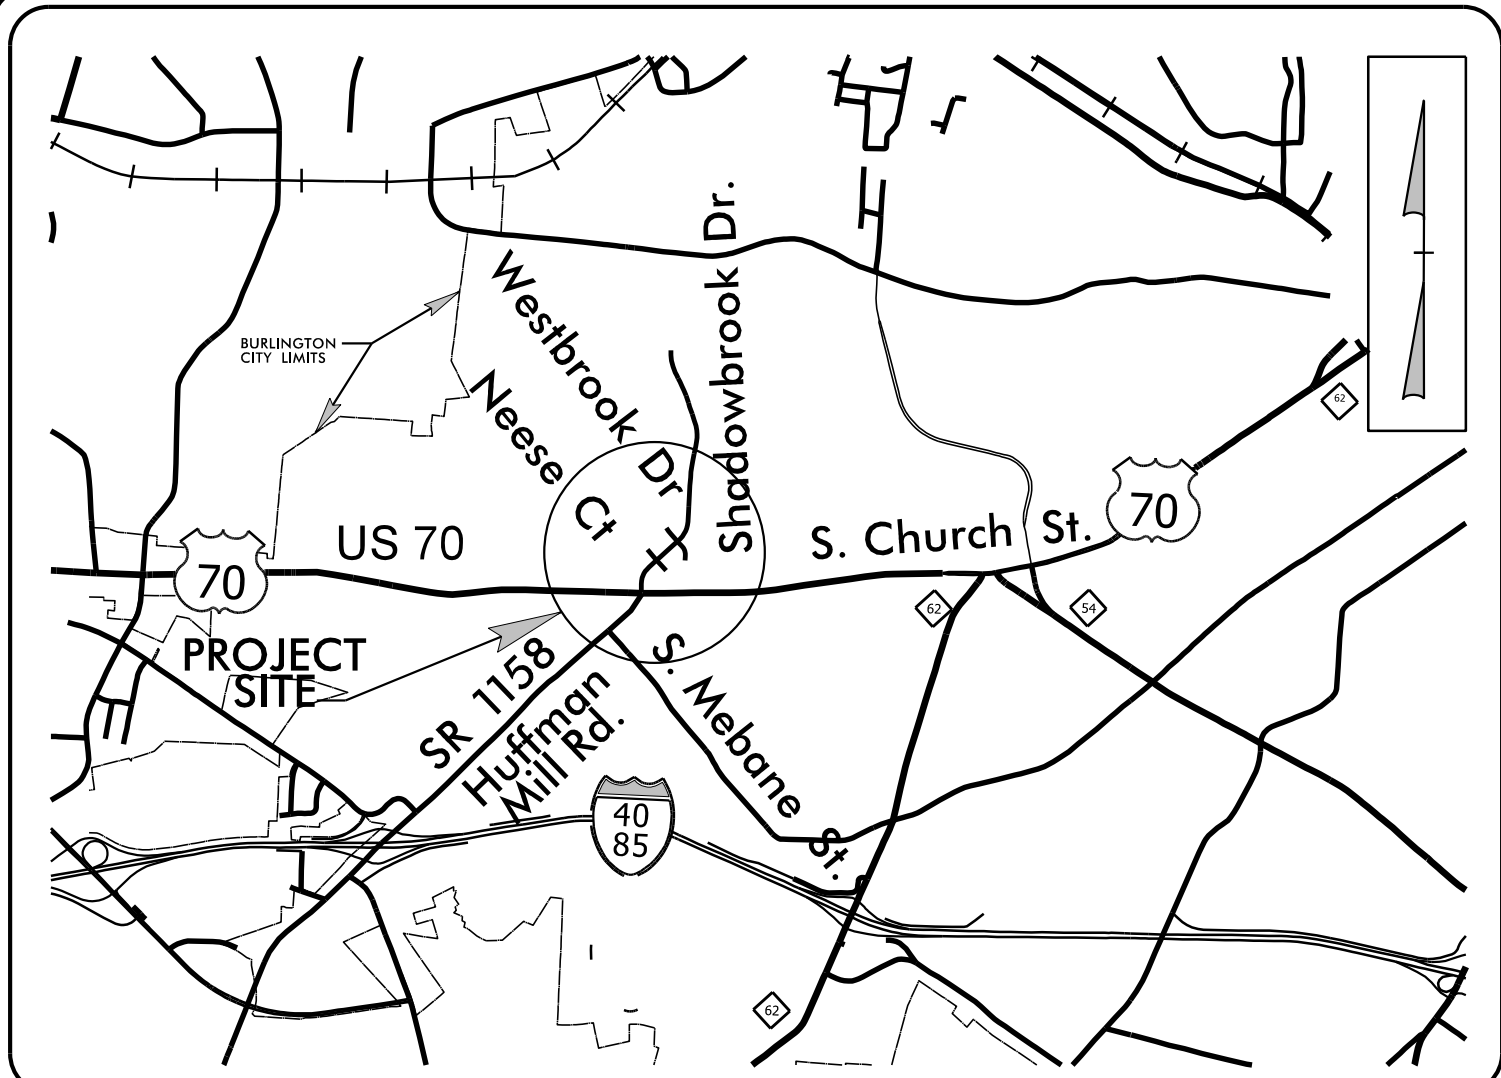 Westbrook Dr
Shadowbrook Dr.
BURLINGTON
CITY LIMITS
Neese Ct
62
US 70
S. Church St.
70
70
62
54
PROJECT
SITE
SR 1158
Huffman
Mill Rd.
S. Mebane St.
40
85
62